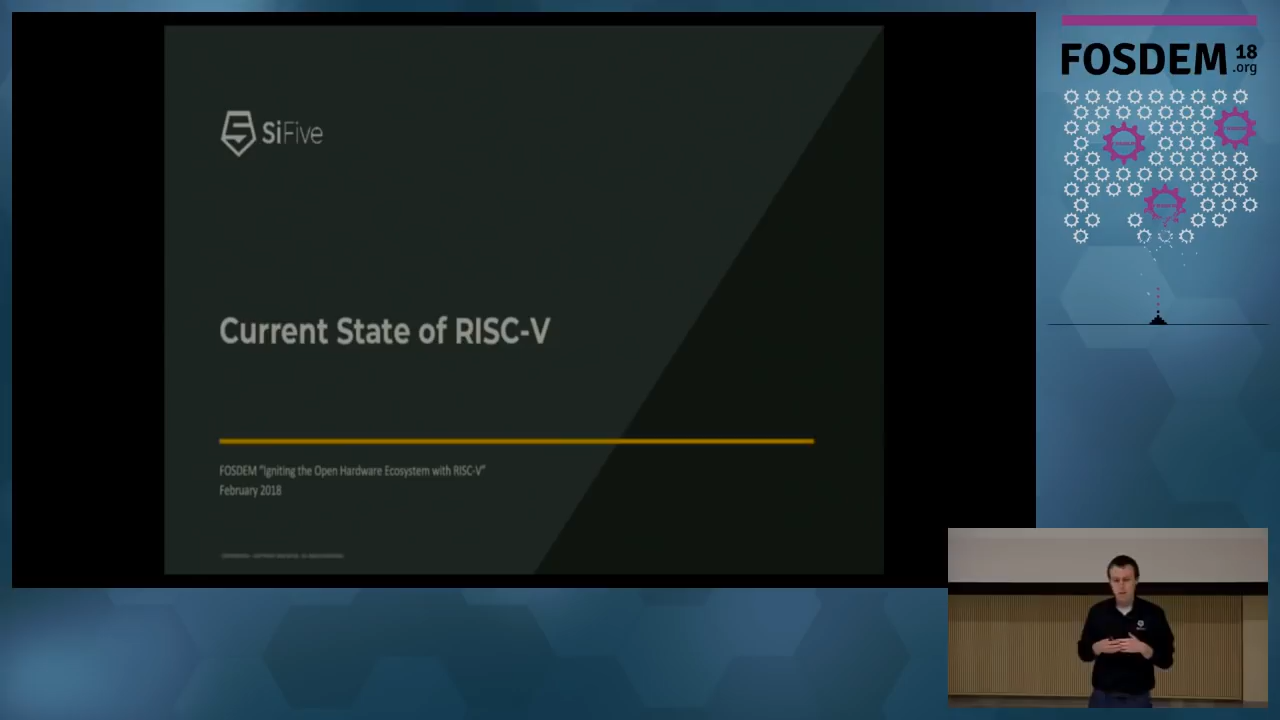 SiFive
Current State of RISC-V
FOSDEM "Igniting the Open Hardware Ecosystem with RISC-V"
February 2018
FOSDEM 18
.org